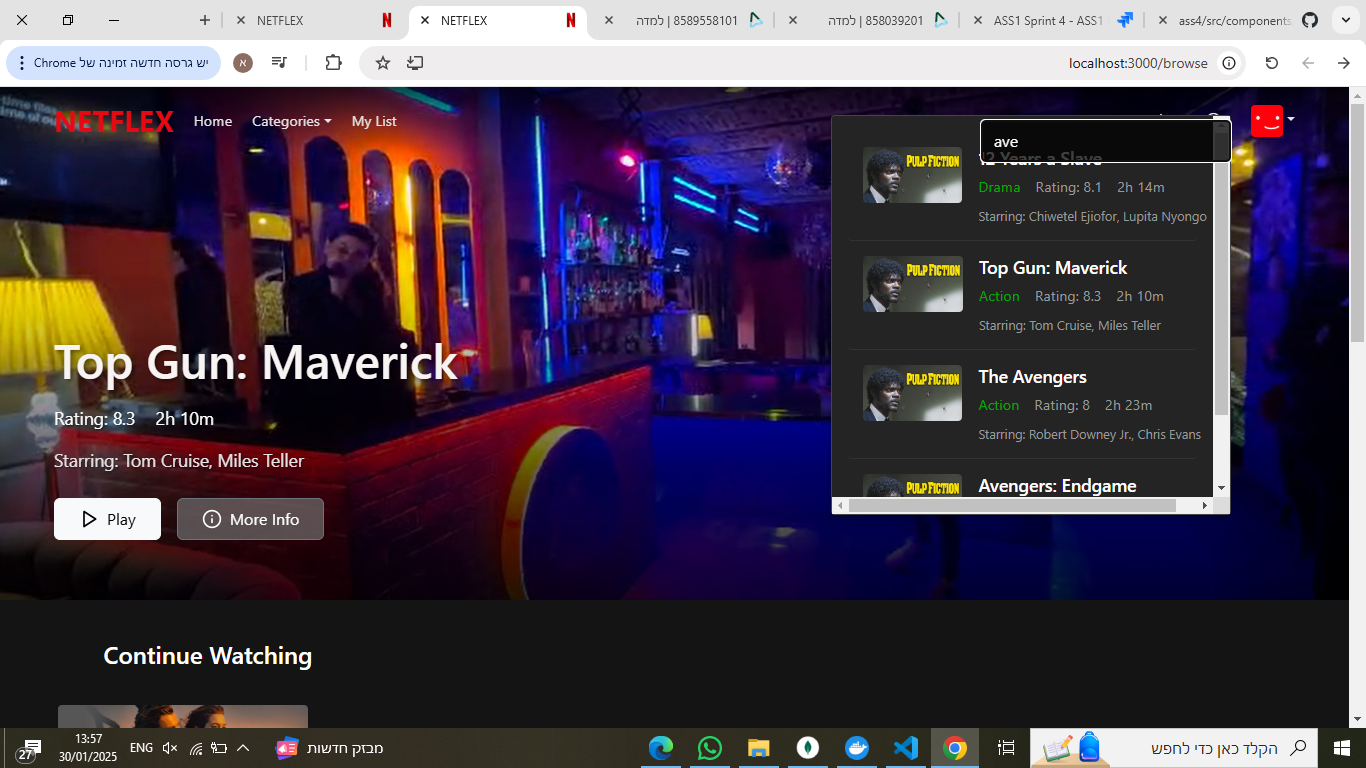 NETFLEX
NETFLEX
8589558101 | למדה
858039201 | למדה
ASS1 Sprint 4 - ASS1
ass4/src/components
יש גרסה חדשה זמינה של Chrome
א
localhost:3000/browse
NETFLEX
Home
Categories
My List
ave
12 Years a Slave
PULP FICTION
Drama Rating: 8.1 2h 14m
Starring: Chiwetel Ejiofor, Lupita Nyongo
Top Gun: Maverick
PULP FICTION
Action Rating: 8.3 2h 10m
Starring: Tom Cruise, Miles Teller
The Avengers
PULP FICTION
Action Rating: 8 2h 23m
Starring: Robert Downey Jr., Chris Evans
Avengers: Endgame
PULP FICTION
Top Gun: Maverick
Rating: 8.3 2h 10m
Starring: Tom Cruise, Miles Teller
Play
More Info
Continue Watching
27
13:57
30/01/2025
ENG
מבזק חדשות
הקלד כאן כדי לחפש